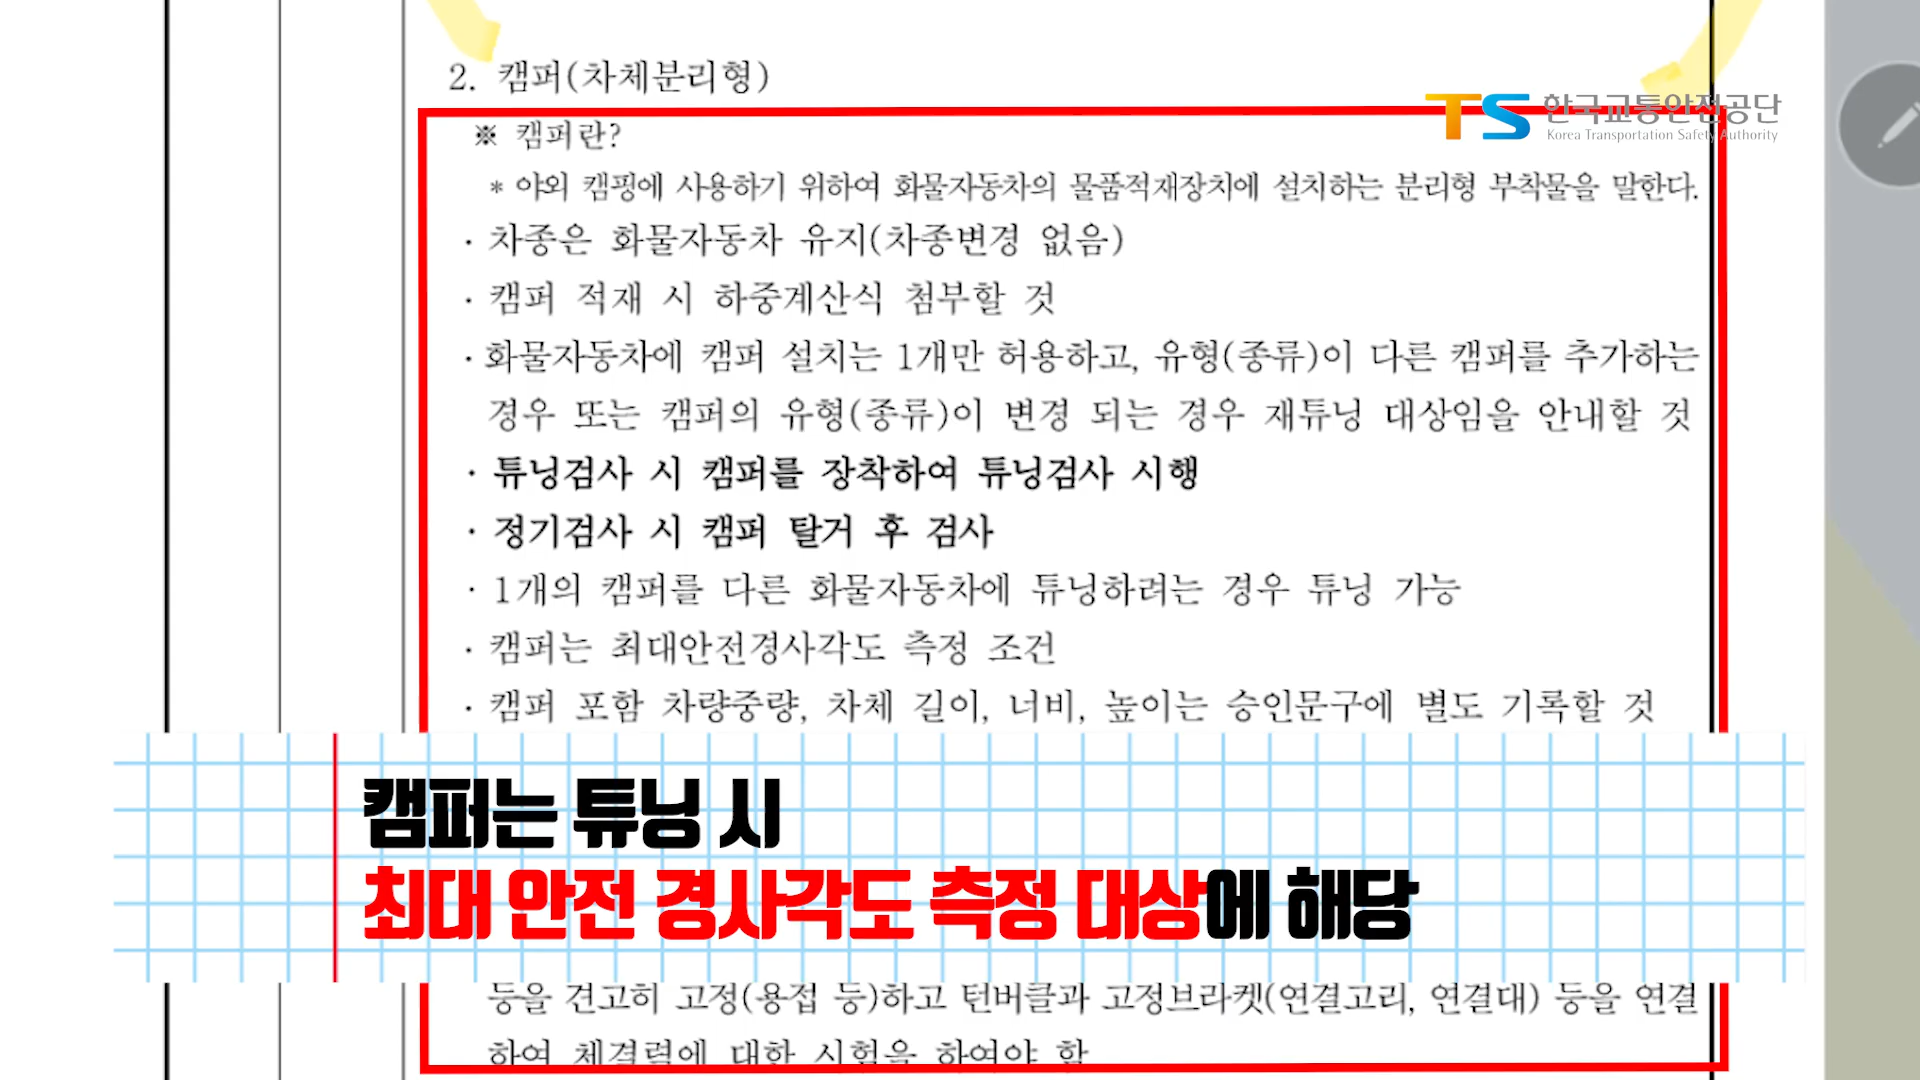 2. 캠퍼(차체분리형)
TS 한국교통안전공단
Korea Transportation Safety Authority
※ 캠퍼란?
* 야외 캠핑에 사용하기 위하여 화물자동차의 물품적재장치에 설치하는 분리형 부착물을 말한다.
· 차종은 화물자동차 유지(차종변경 없음)
· 캠퍼 적재 시 하중계산식 첨부할 것
· 화물자동차에 캠퍼 설치는 1개만 허용하고, 유형(종류)이 다른 캠퍼를 추가하는
경우 또는 캠퍼의 유형(종류)이 변경 되는 경우 재튜닝 대상임을 안내할 것
· 튜닝검사 시 캠퍼를 장착하여 튜닝검사 시행
· 정기검사 시 캠퍼 탈거 후 검사
· 1개의 캠퍼를 다른 화물자동차에 튜닝하려는 경우 튜닝 가능
· 캠퍼는 최대안전경사각도 측정 조건
· 캠퍼 포함 차량중량, 차체 길이, 너비, 높이는 승인문구에 별도 기록할 것
캠퍼는 튜닝 시
최대 안전 경사각도 측정 대상에 해당
등을 견고히 고정(용접 등)하고 턴버클과 고정브라켓(연결고리, 연결대) 등을 연결
하여 체결력에 대한 시험을 하여야 함